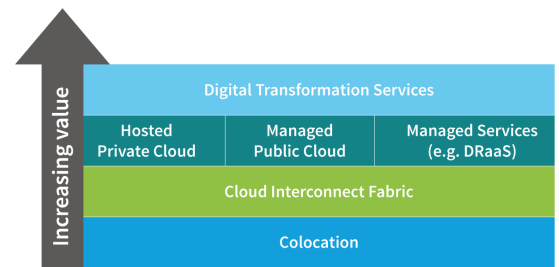 Increasing value
Digital Transformation Services
Hosted
Private Cloud
Managed
Public Cloud
Managed Services
(e.g. DRaaS)
Cloud Interconnect Fabric
Colocation